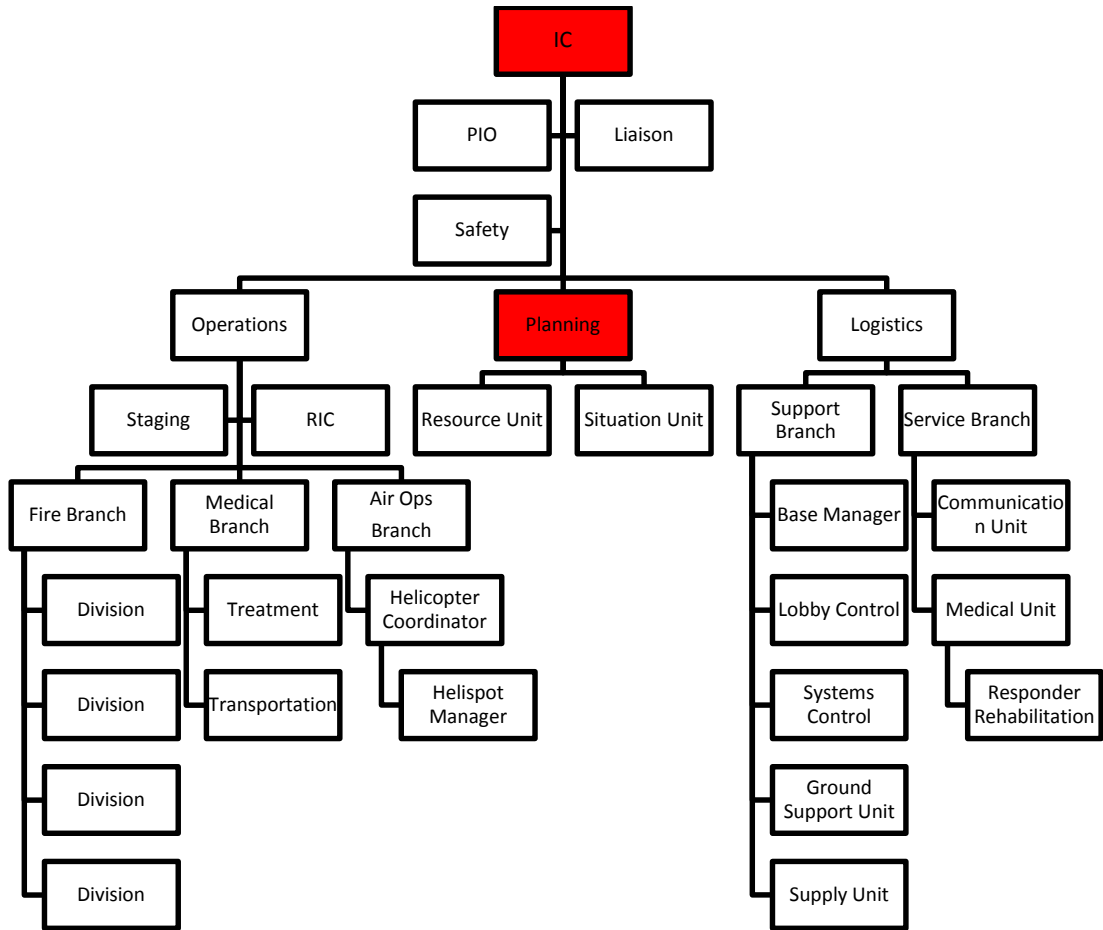 IC
PIO
Liaison
Safety
Operations
Planning
Logistics
Staging
RIC
Resource Unit
Situation Unit
Support
Branch
Service Branch
Fire Branch
Medical
Branch
Air Ops
Branch
Base Manager
Communicatio
n Unit
Division
Treatment
Helicopter
Coordinator
Lobby Control
Medical Unit
Division
Transportation
Helispot
Manager
Systems
Control
Responder
Rehabilitation
Division
Ground
Support Unit
Division
Supply Unit